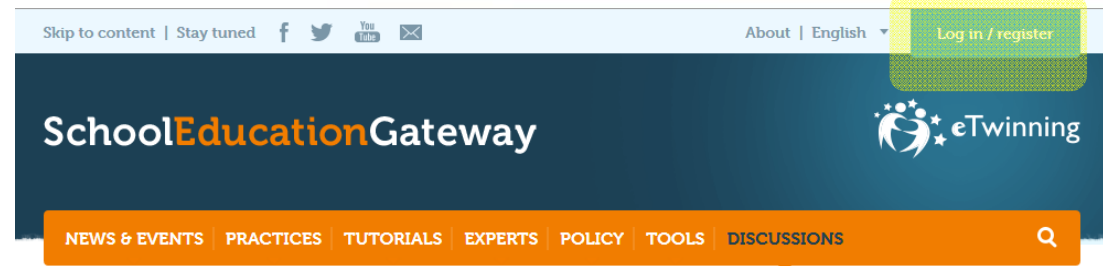 Skip to content | Stay tuned You Tube About | English Log in / register
SchoolEducationGateway
eTwinning
NEWS & EVENTS PRACTICES TUTORIALS EXPERTS POLICY TOOLS DISCUSSIONS